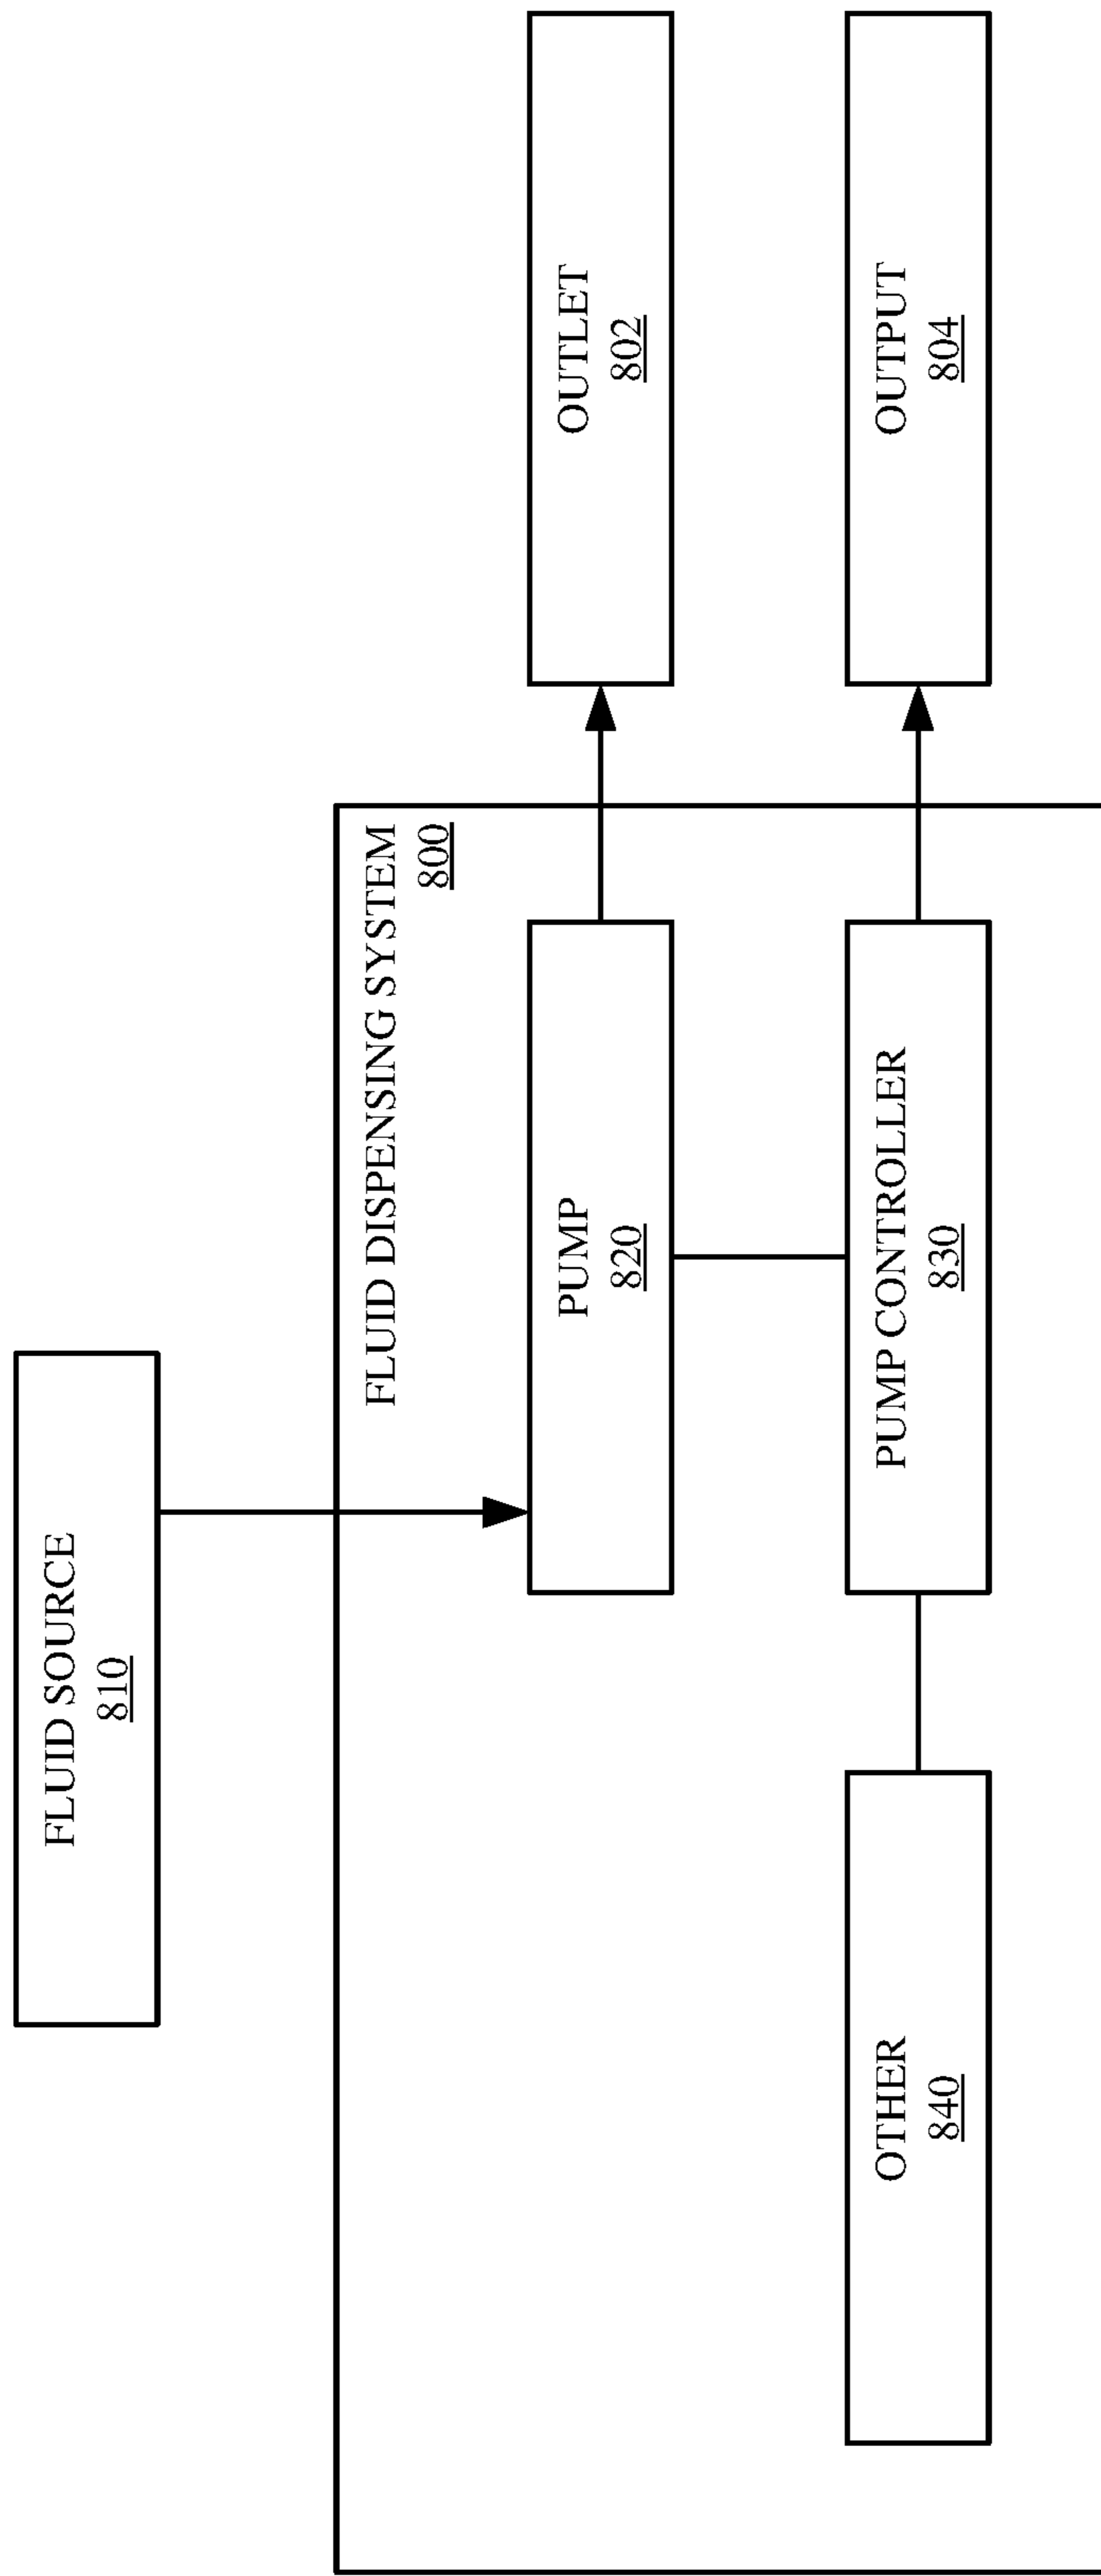 FLUID SOURCE
810
FLUID DISPENSING SYSTEM
800
PUMP
820
OUTLET
802
OTHER
840
PUMP CONTROLLER
830
OUTPUT
804